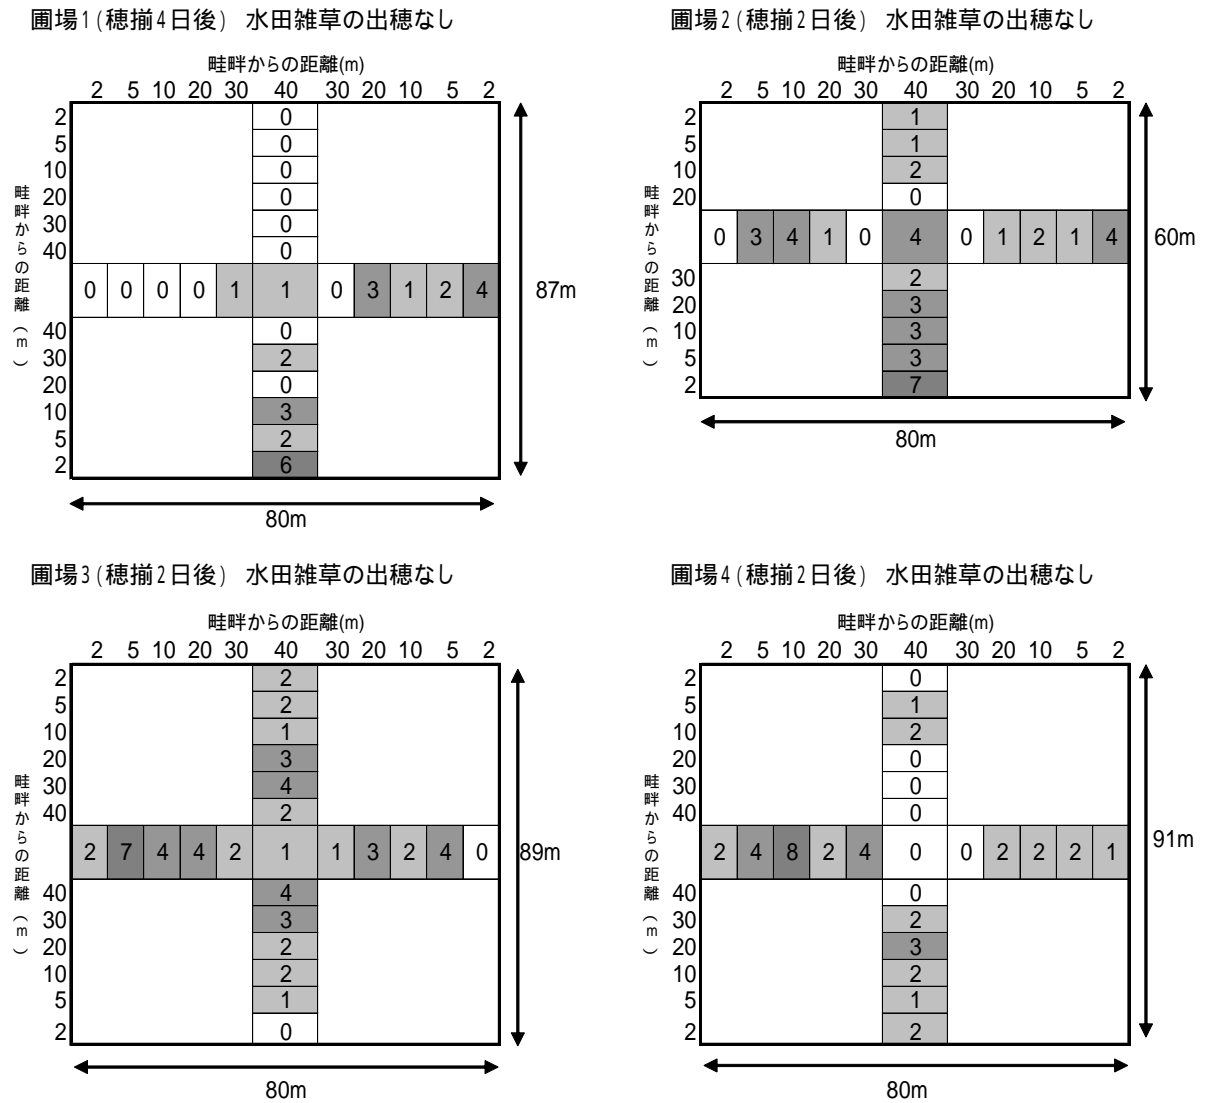 圃場1(穂揃4日後) 水田雑草の出穂なし
畦畔からの距離(m)
2 5 10 20 30 40 30 20 10 5 2
畦畔からの距離(m)
2 0
5 0
10 0
20 0
30 0
40 0
0 0 0 0 1 1 0 3 1 2 4
40 0
30 2
20 0
10 3
5 2
2 6
87m
80m
圃場2(穂揃2日後) 水田雑草の出穂なし
畦畔からの距離(m)
2 5 10 20 30 40 30 20 10 5 2
畦畔からの距離(m)
2 1
5 1
10 2
20 0
0 3 4 1 0 4 0 1 2 1 4
30 2
20 3
10 3
5 3
2 7
60m
80m
圃場3(穂揃2日後) 水田雑草の出穂なし
畦畔からの距離(m)
2 5 10 20 30 40 30 20 10 5 2
畦畔からの距離(m)
2 2
5 2
10 1
20 3
30 4
40 2
2 7 4 4 2 1 1 3 2 4 0
40 4
30 3
20 2
10 2
5 1
2 0
89m
80m
圃場4(穂揃2日後) 水田雑草の出穂なし
畦畔からの距離(m)
2 5 10 20 30 40 30 20 10 5 2
畦畔からの距離(m)
2 0
5 1
10 2
20 0
30 0
40 0
2 4 8 2 4 0 0 2 2 2 1
40 0
30 2
20 3
10 2
5 1
2 2
91m
80m